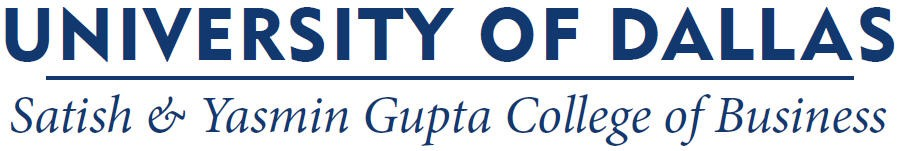 UNIVERSITY OF DALLAS
Satish & Yasmin Gupta College of Business